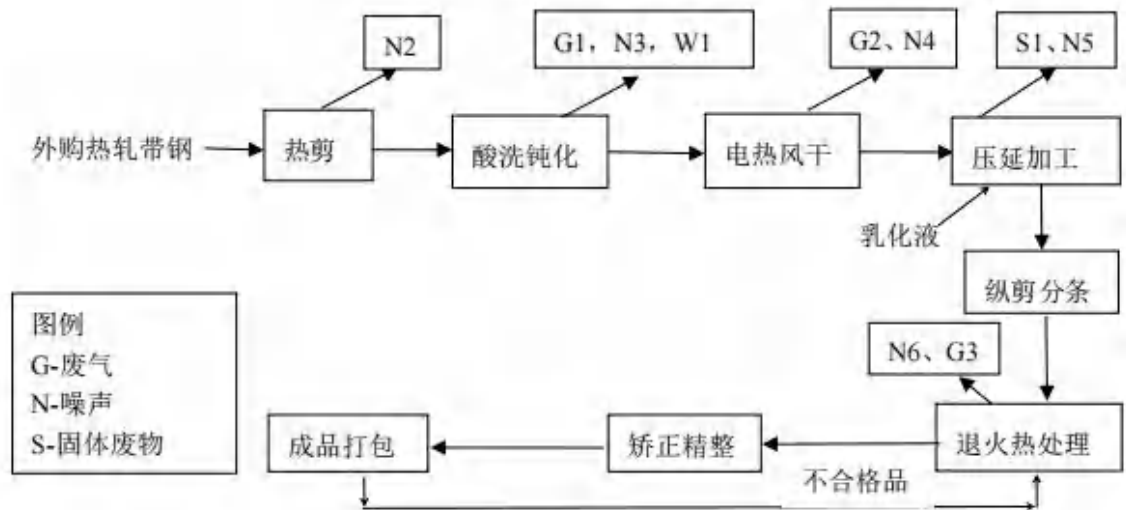 N2
G1，N3，W1
G2、N4
S1、N5
外购热轧带钢
热剪
酸洗钝化
电热风干
压延加工
乳化液
纵剪分条
图例
G-废气
N-噪声
S-固体废物
N6、G3
成品打包
矫正精整
退火热处理
不合格品